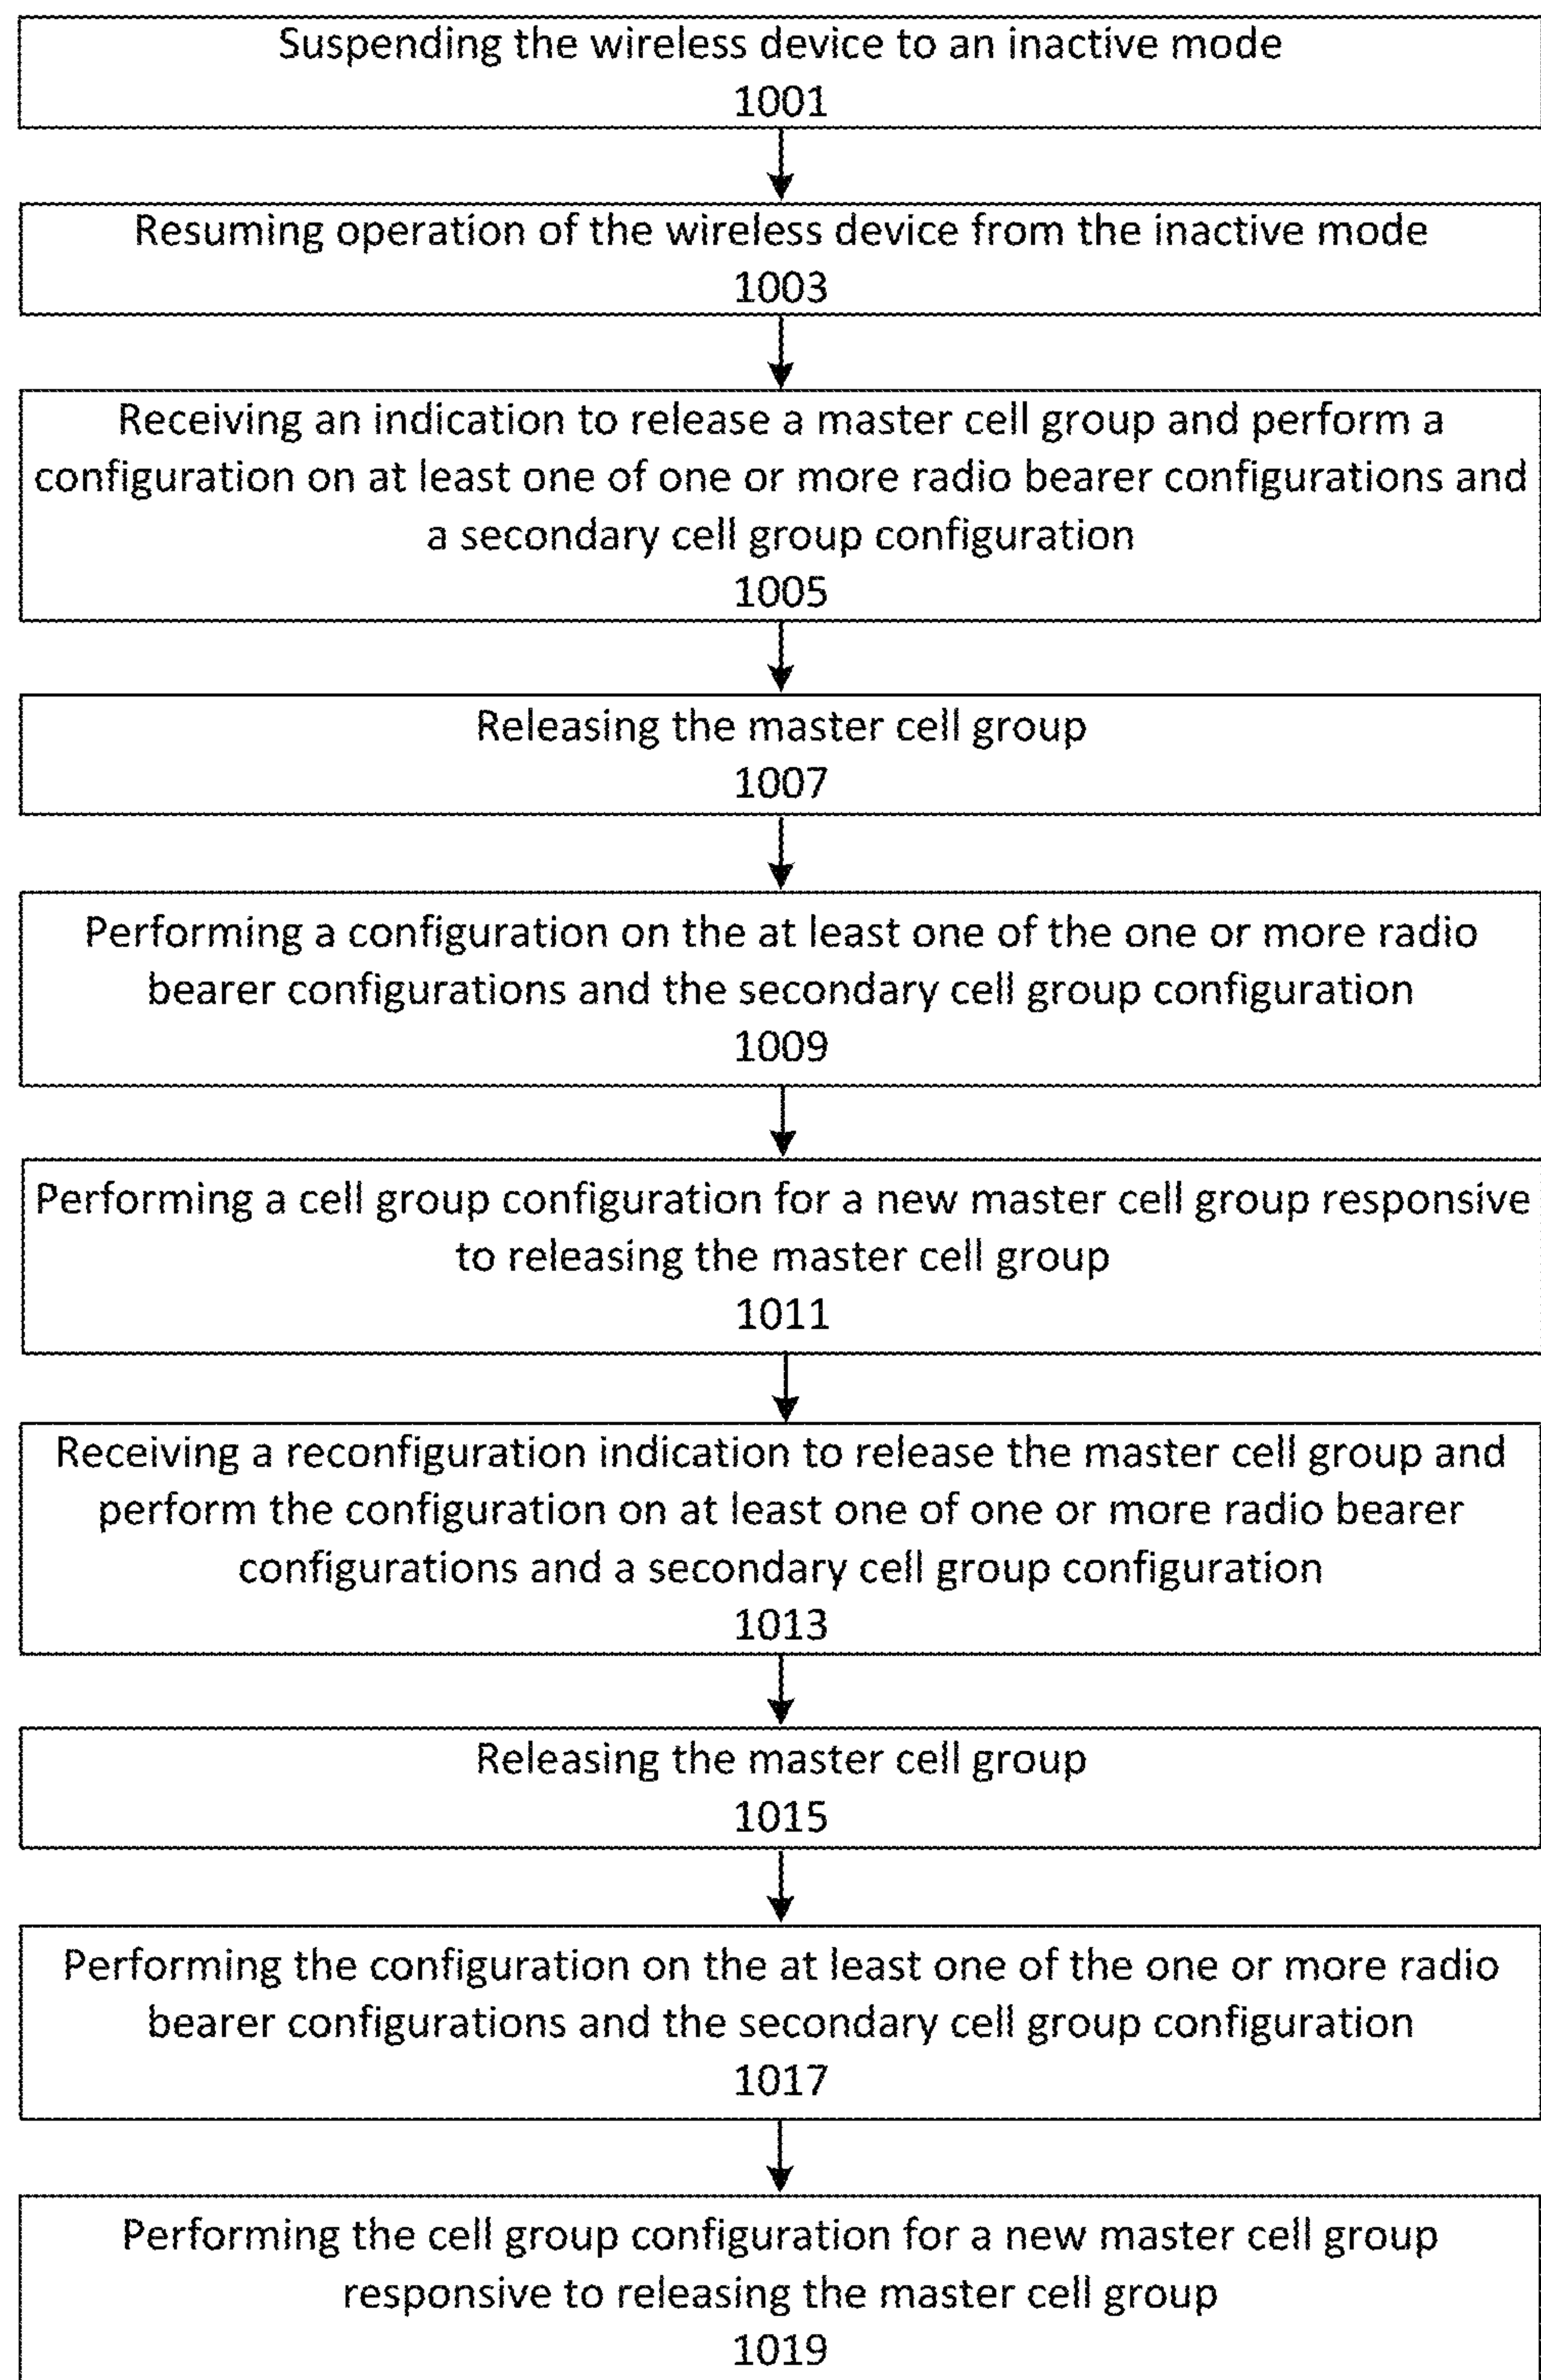 Suspending the wireless device to an inactive mode
1001
Resuming operation of the wireless device from the inactive mode
1003
Receiving an indication to release a master cell group and perform a
configuration on at least one of one or more radio bearer configurations and
a secondary cell group configuration
1005
Releasing the master cell group
1007
Performing a configuration on the at least one of the one or more radio
bearer configurations and the secondary cell group configuration
1009
Performing a cell group configuration for a new master cell group responsive
to releasing the master cell group
1011
Receiving a reconfiguration indication to release the master cell group and
perform the configuration on at least one of one or more radio bearer
configurations and a secondary cell group configuration
1013
Releasing the master cell group
1015
Performing the configuration on the at least one of the one or more radio
bearer configurations and the secondary cell group configuration
1017
Performing the cell group configuration for a new master cell group
responsive to releasing the master cell group
1019